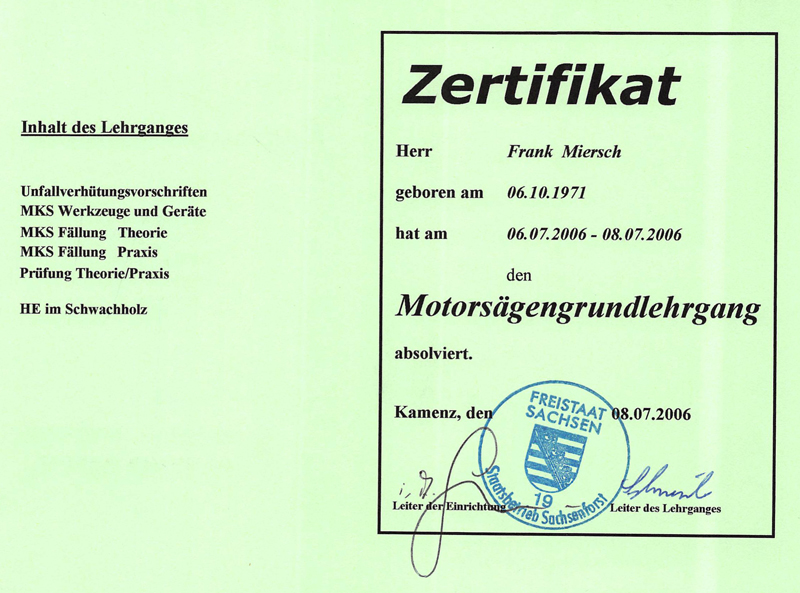 Inhalt des Lehrganges
Unfallverhütungsvorschriften
MKS Werkzeuge und Geräte
MKS Fällung Theorie
MKS Fällung Praxis
Prüfung Theorie/Praxis
HE im Schwachholz
Zertifikat
Herr Frank Miersch
geboren am 06.10.1971
hat am 06.07.2006 - 08.07.2006
den
Motorsägengrundlehrgang
absolviert.
Kamenz, den 08.07.2006
FREISTAAT
SACHSEN
19
Staatsbetrieb Sachsenforst
i. V.
Leiter der Einrichtung
Leiter des Lehrganges